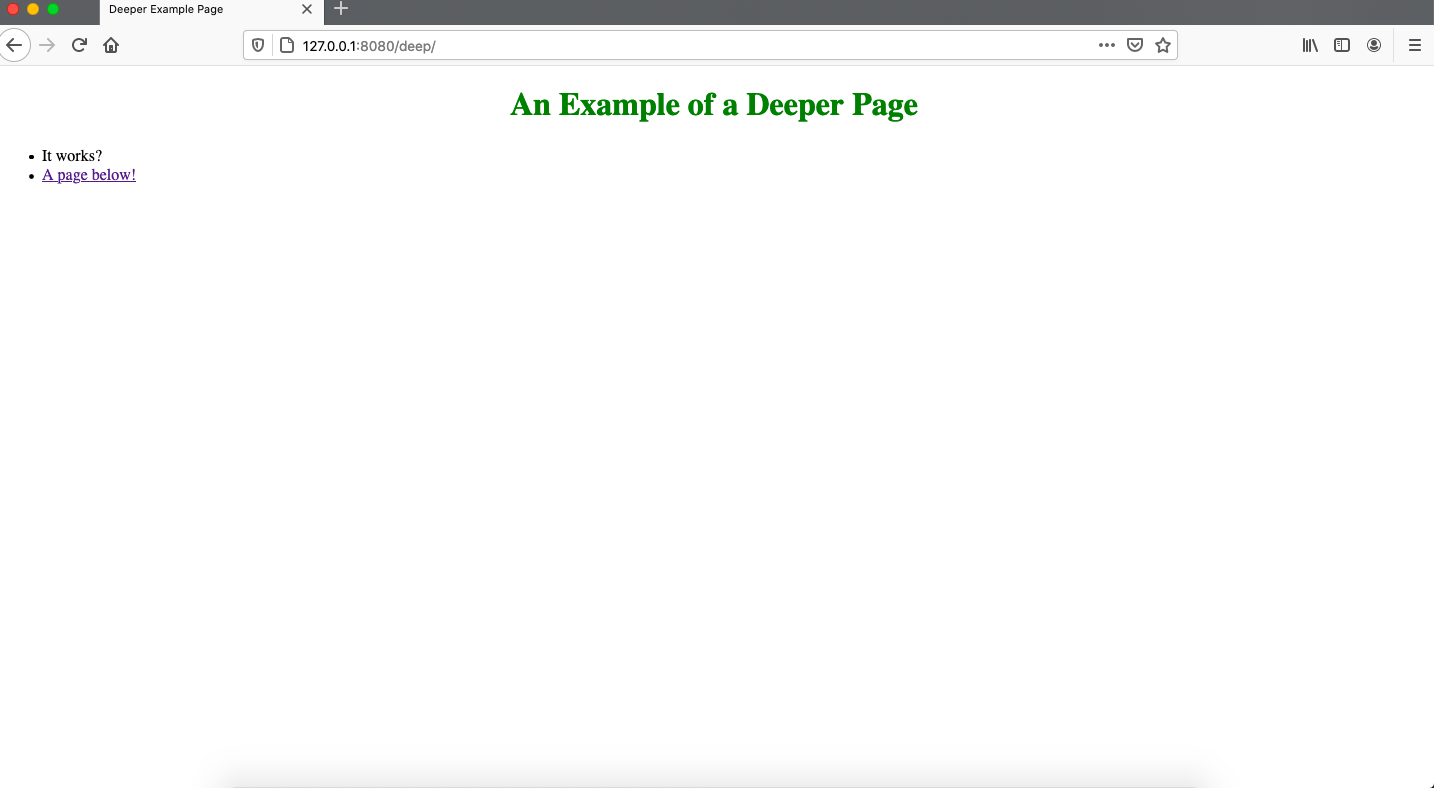 Deeper Example Page
127.0.0.1:8080/deep/
An Example of a Deeper Page
It works?
A page below!